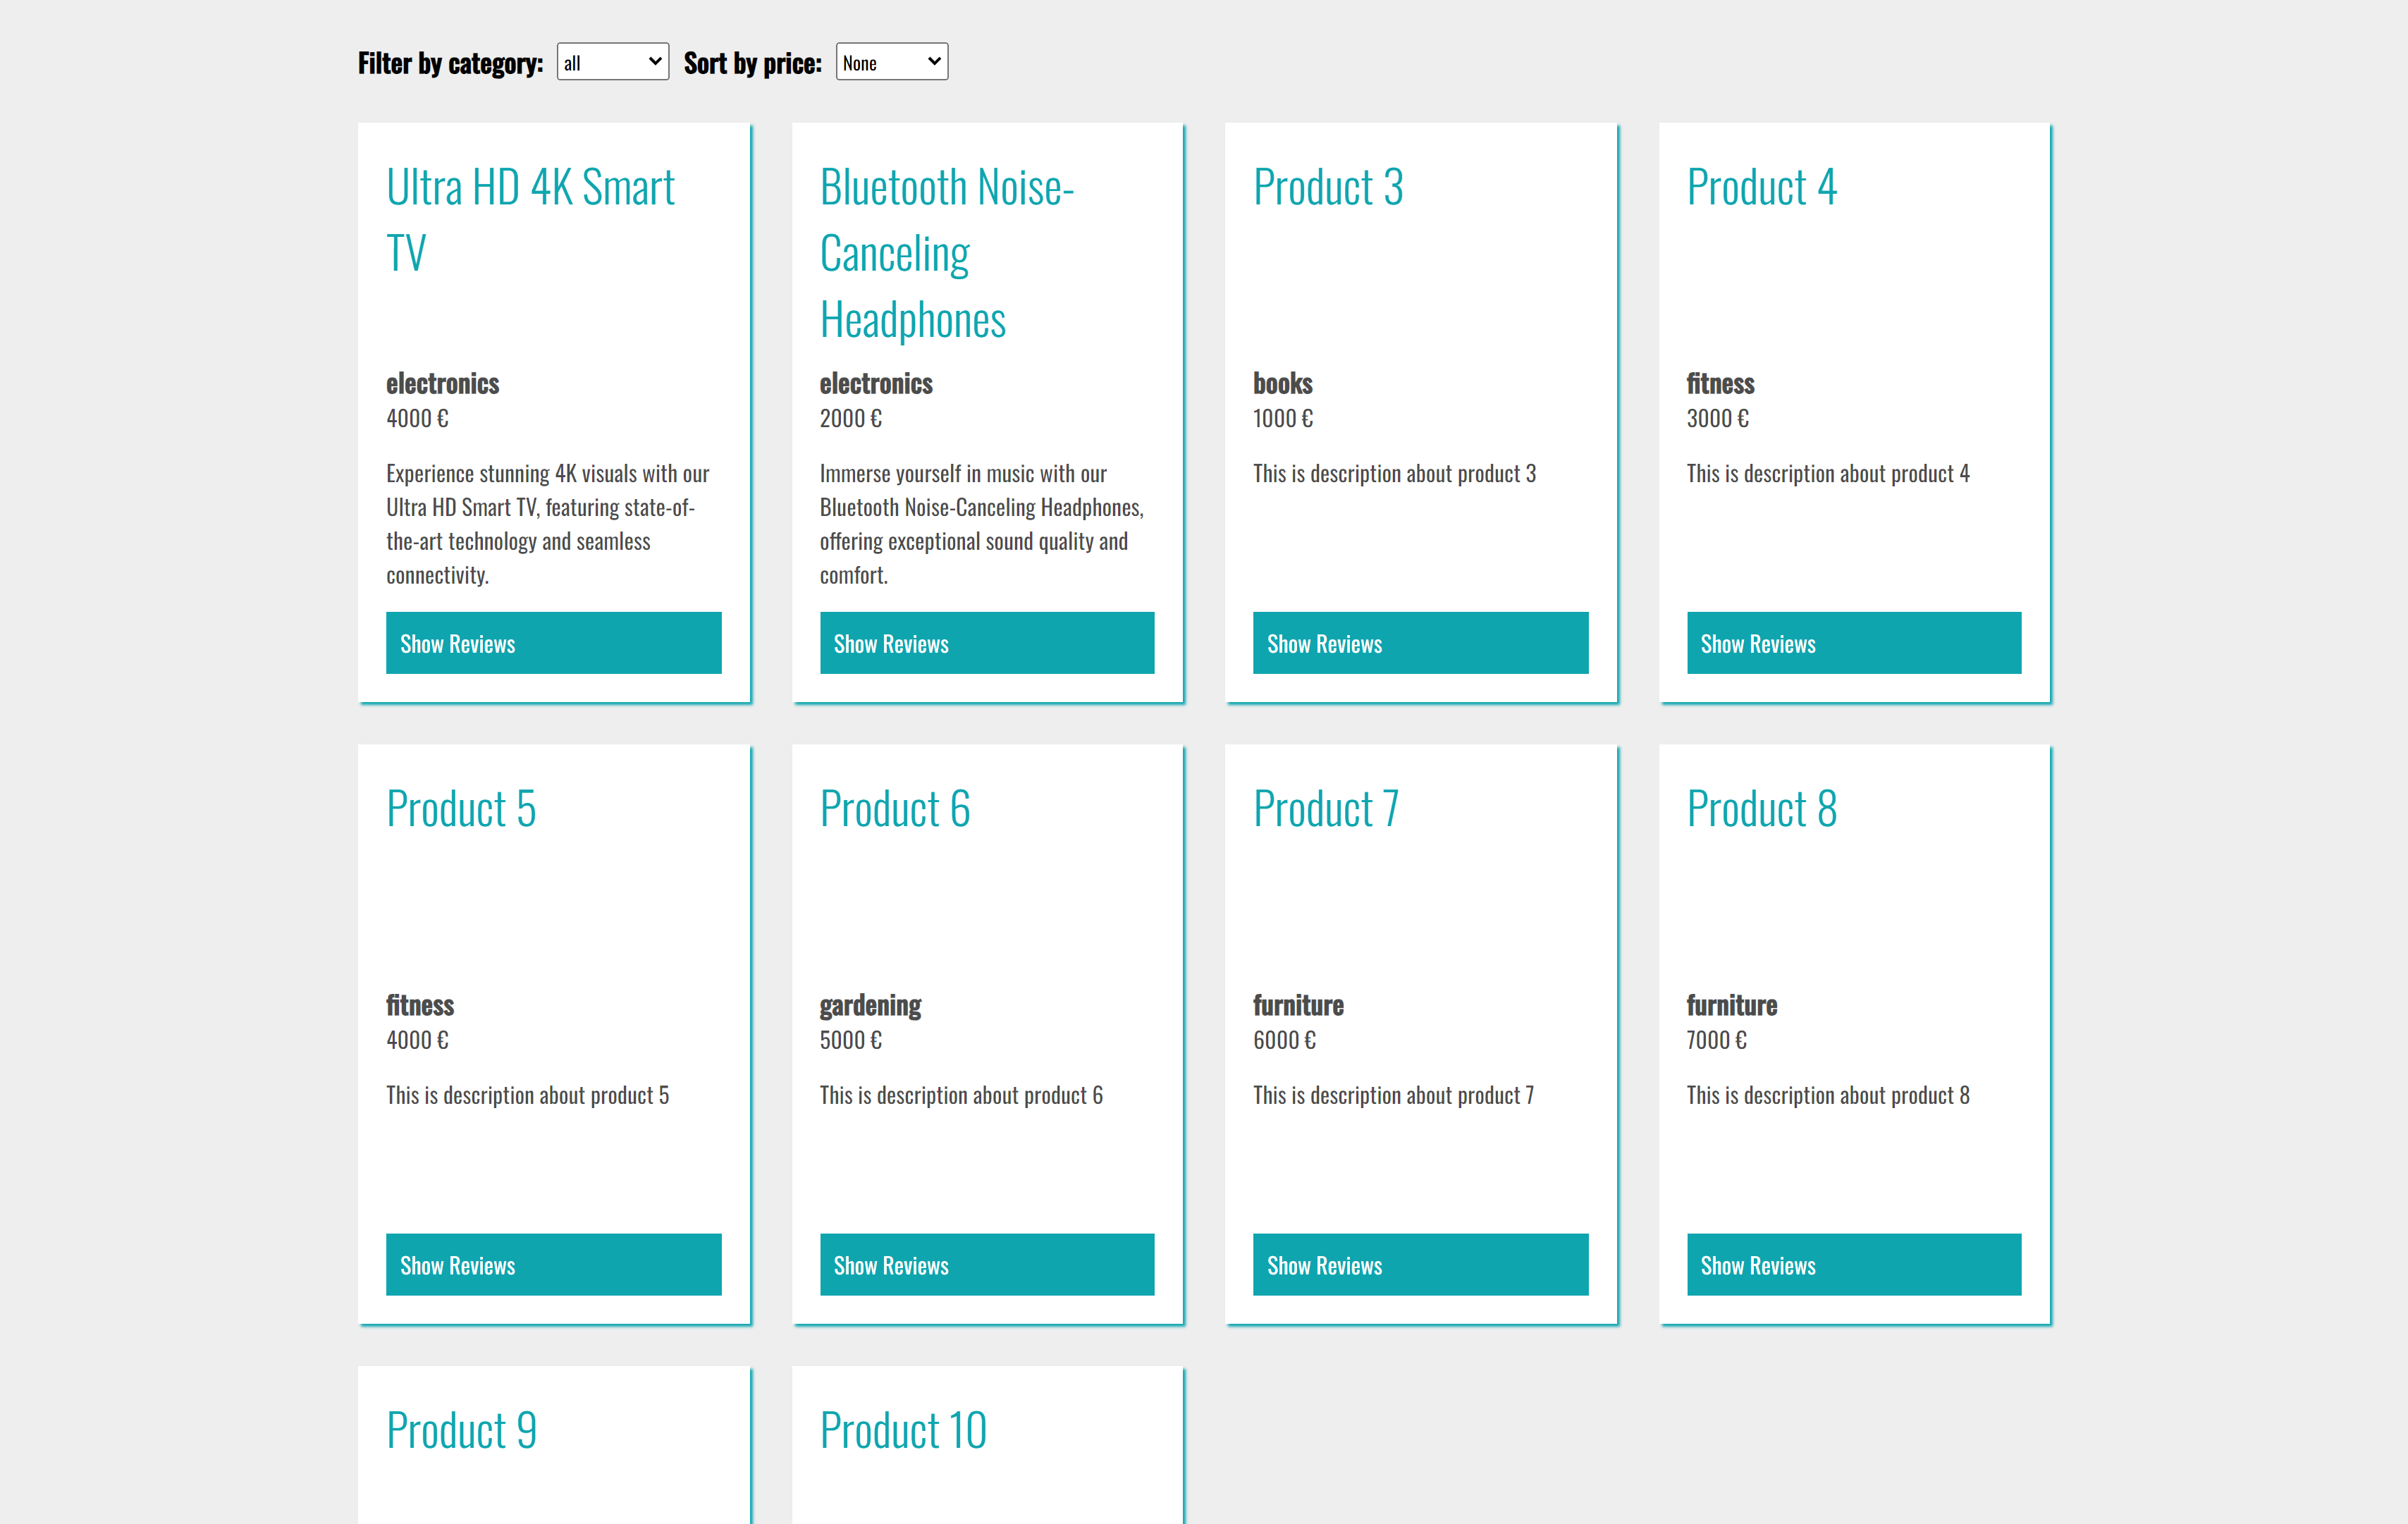 Filter by category: all Sort by price: None
Ultra HD 4K Smart
TV
electronics
4000 €
Experience stunning 4K visuals with our
Ultra HD Smart TV, featuring state-of-
the-art technology and seamless
connectivity.
Show Reviews
Bluetooth Noise-
Canceling
Headphones
electronics
2000 €
Immerse yourself in music with our
Bluetooth Noise-Canceling Headphones,
offering exceptional sound quality and
comfort.
Show Reviews
Product 3
books
1000 €
This is description about product 3
Show Reviews
Product 4
fitness
3000 €
This is description about product 4
Show Reviews
Product 5
fitness
4000 €
This is description about product 5
Show Reviews
Product 6
gardening
5000 €
This is description about product 6
Show Reviews
Product 7
furniture
6000 €
This is description about product 7
Show Reviews
Product 8
furniture
7000 €
This is description about product 8
Show Reviews
Product 9
Product 10